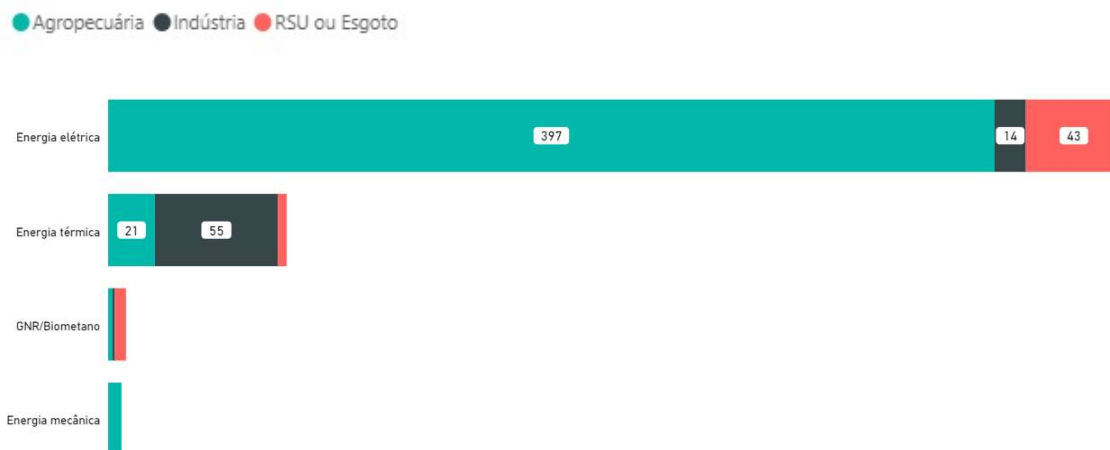 Agropecuária Indústria RSU ou Esgoto
Energia elétrica 397 14 43
Energia térmica 21 55
GNR/Biometano
Energia mecânica